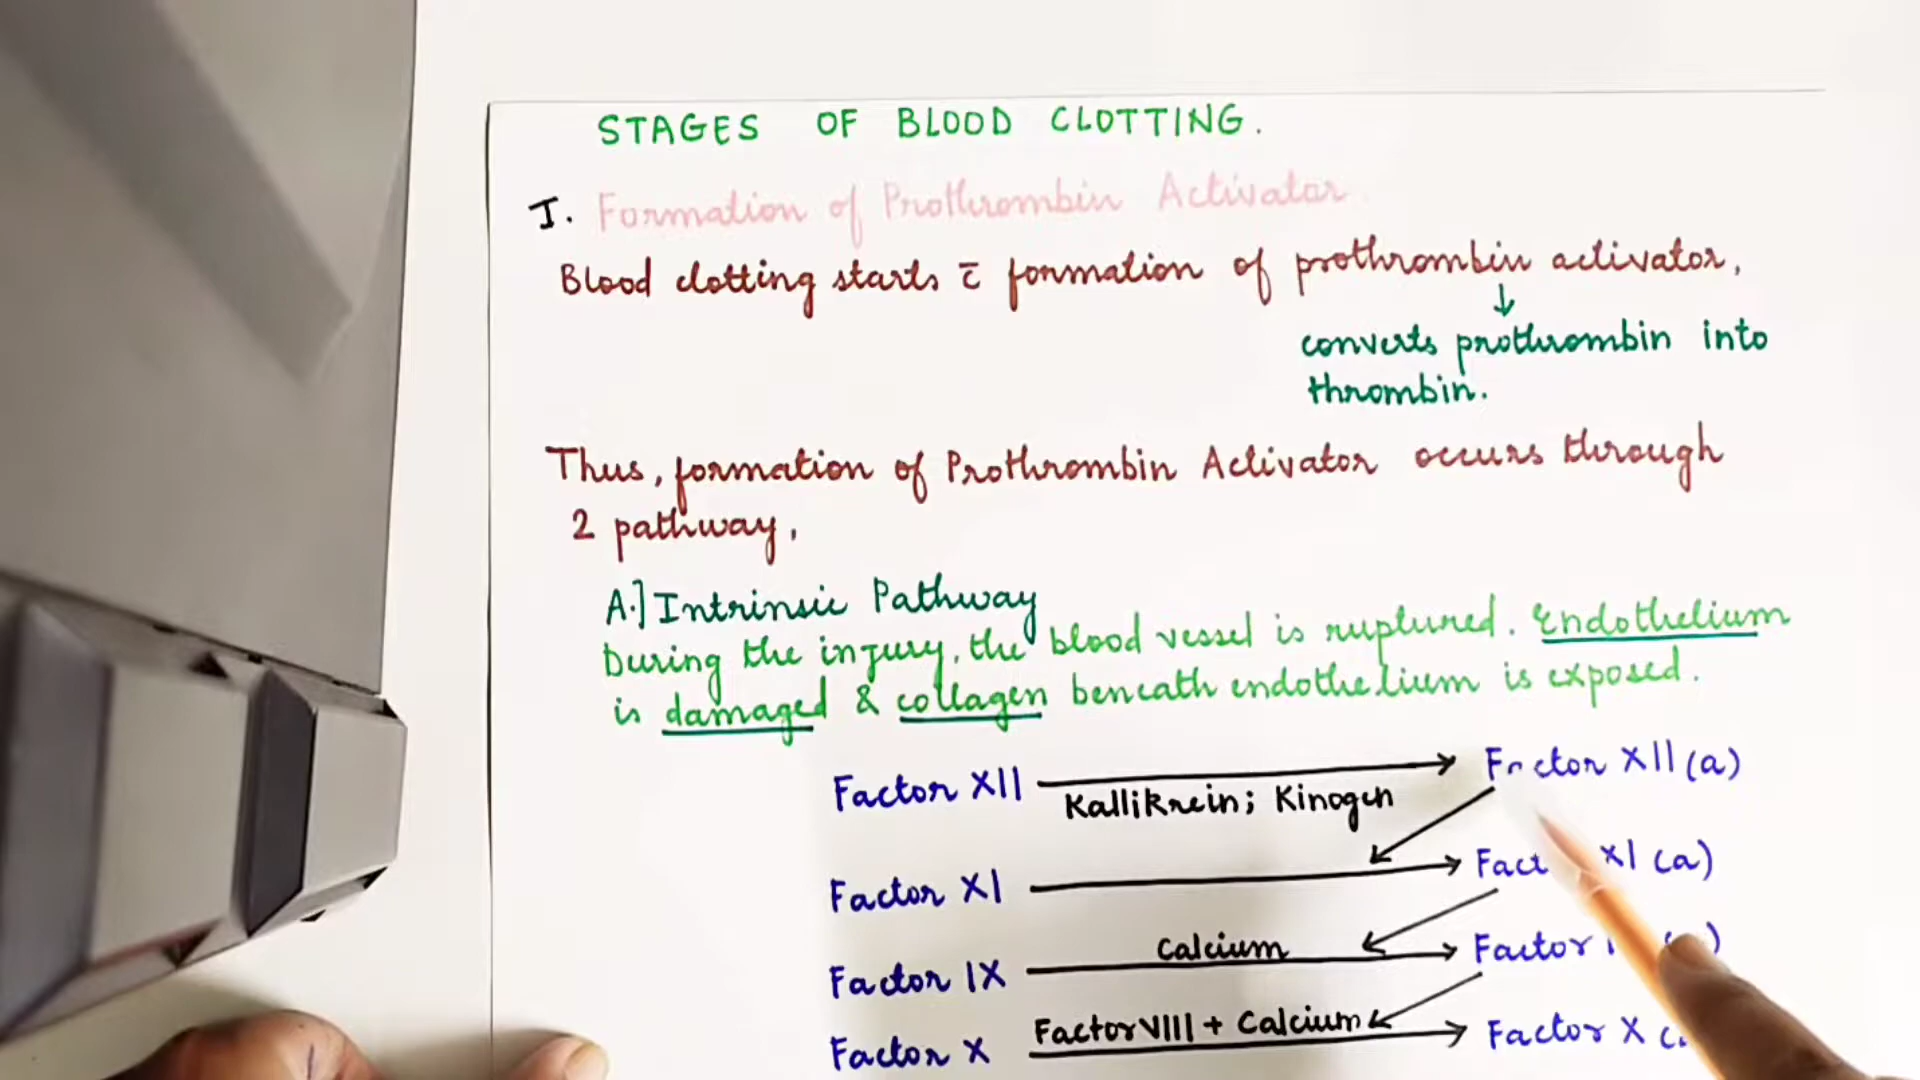 STAGES OF BLOOD CLOTTING.
I. Formation of Prothrombin Activator.
Blood clotting starts c̄ formation of prothrombin activator,
↓
converts prothrombin into
thrombin.
Thus, formation of Prothrombin Activator occurs through
2 pathway,
A.] Intrinsic Pathway
During the injury, the blood vessel is ruptured. Endothelium
is damaged & collagen beneath endothelium is exposed.
Factor XII → Factor XII (a)
Kallikrein; Kinogen
Factor XI → XI (a)
Calcium
Factor IX → Factor
Factor VIII + Calcium
Factor X → Factor X